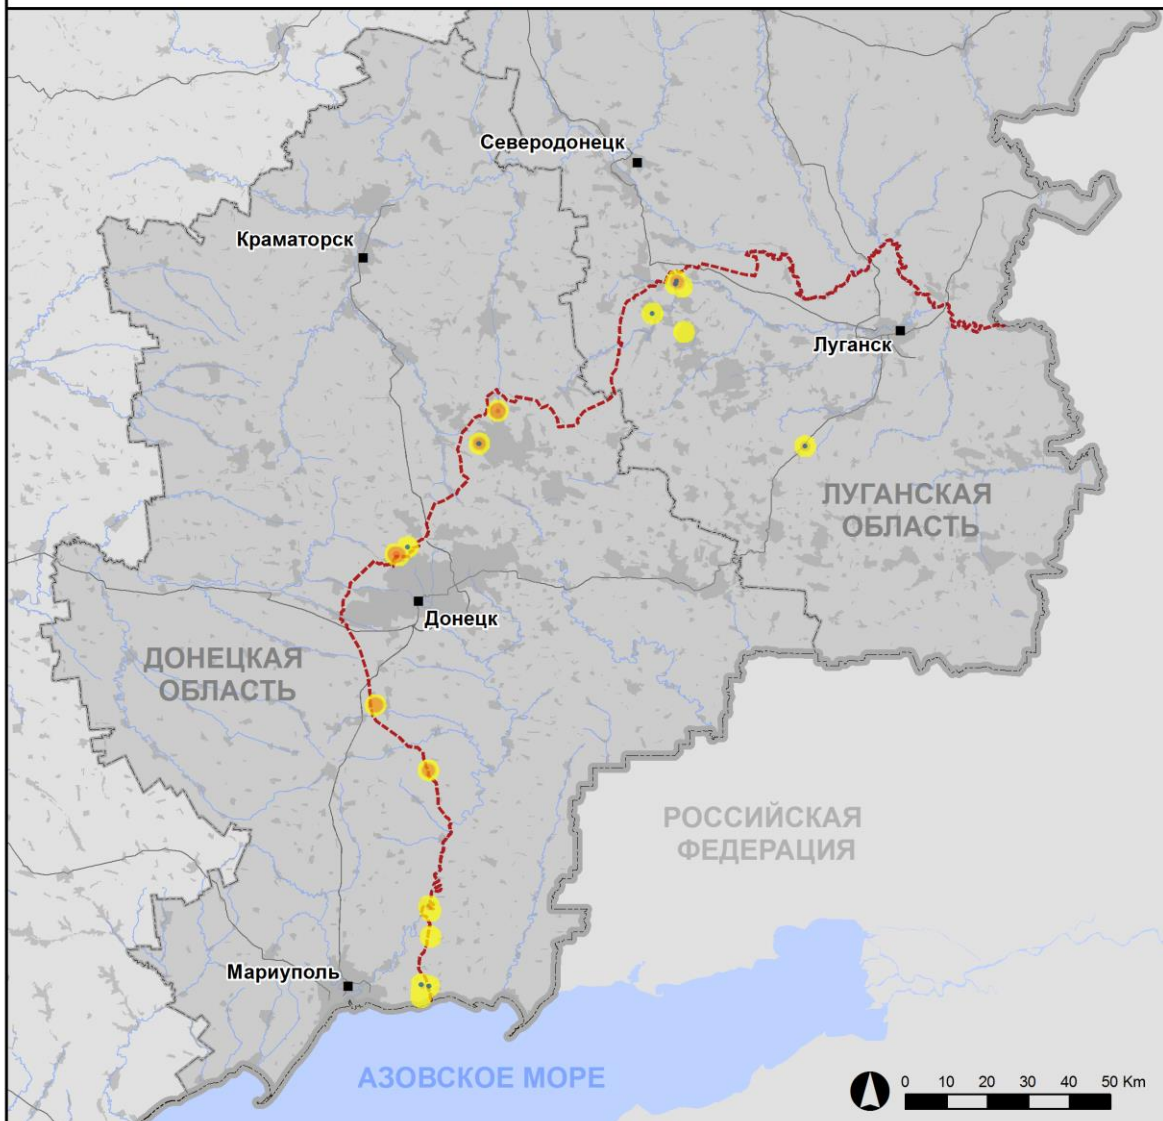 Северодонецк
Краматорск
Луганск
ЛУГАНСКАЯ
ОБЛАСТЬ
Донецк
ДОНЕЦКАЯ
ОБЛАСТЬ
РОССИЙСКАЯ
ФЕДЕРАЦИЯ
Мариуполь
АЗОВСКОЕ МОРЕ
0 10 20 30 40 50 Km